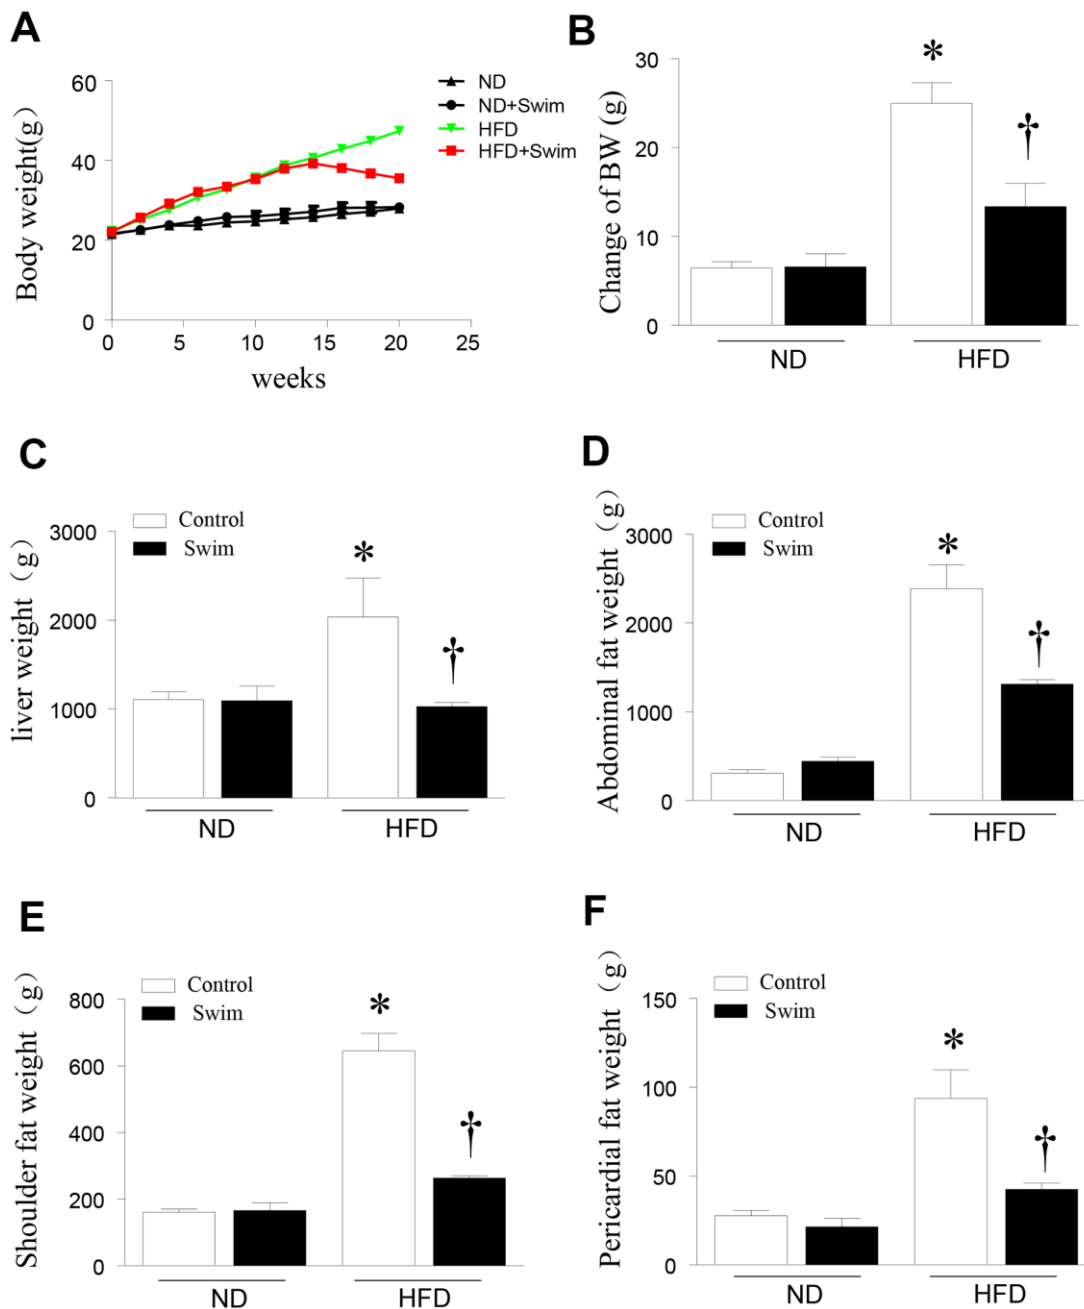 A
Body weight(g)
60
40
20
0
0 5 10 15 20 25
weeks
ND
ND+Swim
HFD
HFD+Swim
B
Change of BW (g)
30
20
10
0
*
†
ND HFD
C
liver weight（g）
Control
Swim
3000
2000
1000
0
*
†
ND HFD
D
Abdominal fat weight（g）
Control
Swim
3000
2000
1000
0
*
†
ND HFD
E
Shoulder fat weight（g）
Control
Swim
800
600
400
200
0
*
†
ND HFD
F
Pericardial fat weight（g）
Control
Swim
150
100
50
0
*
†
ND HFD